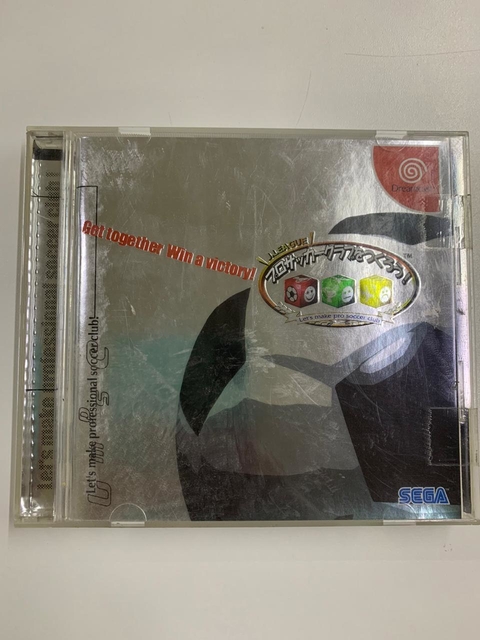 Let's make professional soccer club!
Let's make professional soccer club!
Get together Win a victory!
J.LEAGUE
プロサッカークラブをつくろう!
TM
Let's make pro soccer club!
Dreamcast
SEGA